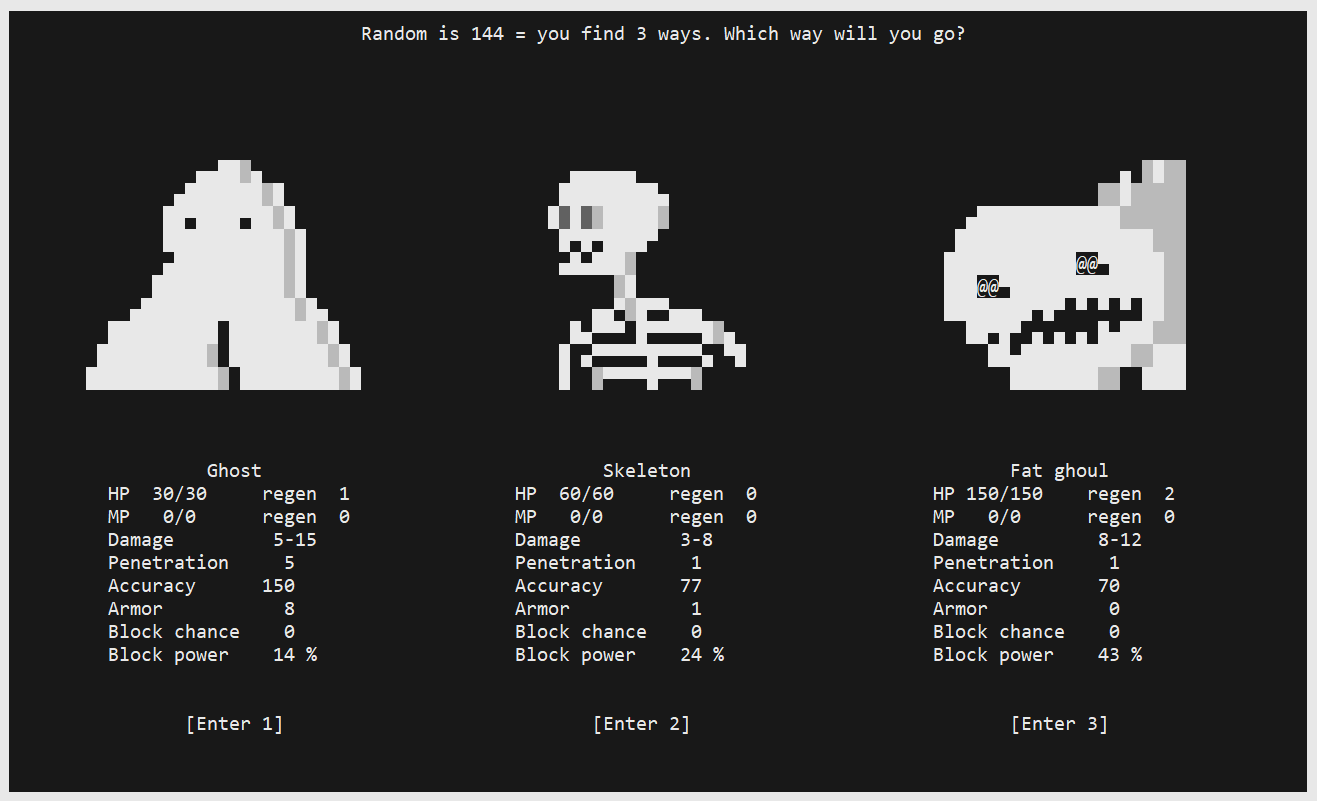 Random is 144 = you find 3 ways. Which way will you go?
@@
@@
Ghost
HP 30/30 regen 1
MP 0/0 regen 0
Damage 5-15
Penetration 5
Accuracy 150
Armor 8
Block chance 0
Block power 14 %
[Enter 1]
Skeleton
HP 60/60 regen 0
MP 0/0 regen 0
Damage 3-8
Penetration 1
Accuracy 77
Armor 1
Block chance 0
Block power 24 %
[Enter 2]
Fat ghoul
HP 150/150 regen 2
MP 0/0 regen 0
Damage 8-12
Penetration 1
Accuracy 70
Armor 0
Block chance 0
Block power 43 %
[Enter 3]